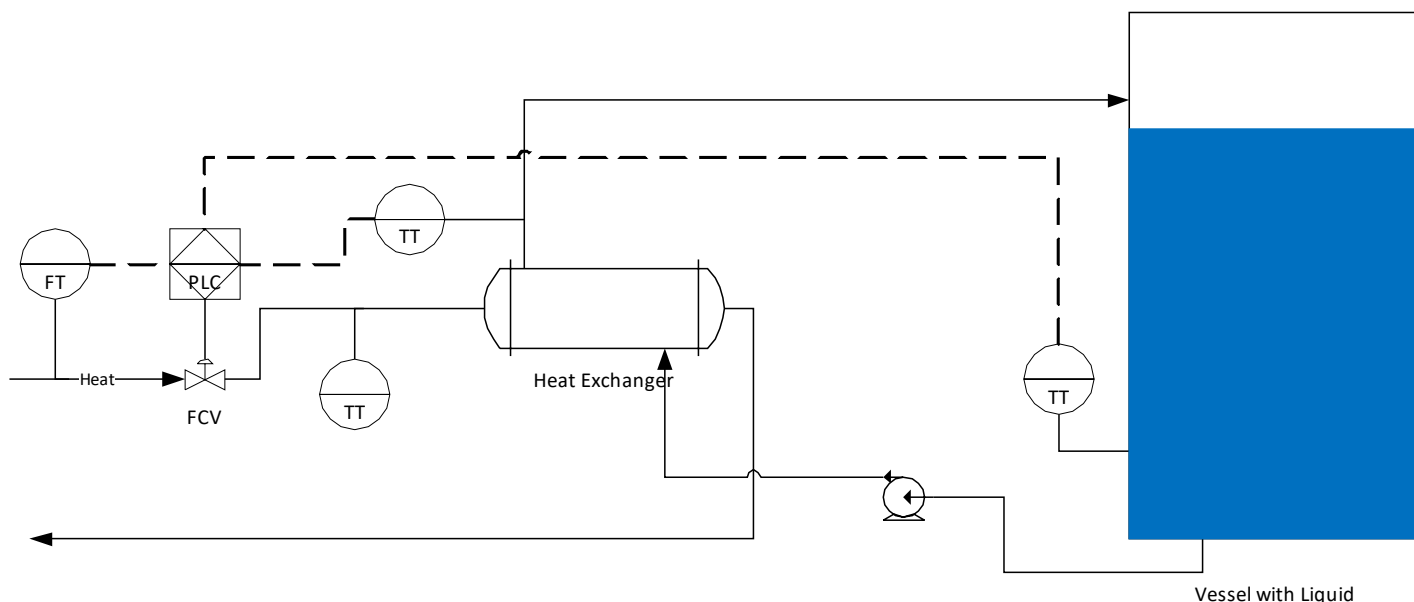 TT
FT
PLC
Heat
TT
FCV
Heat Exchanger
TT
Vessel with Liquid